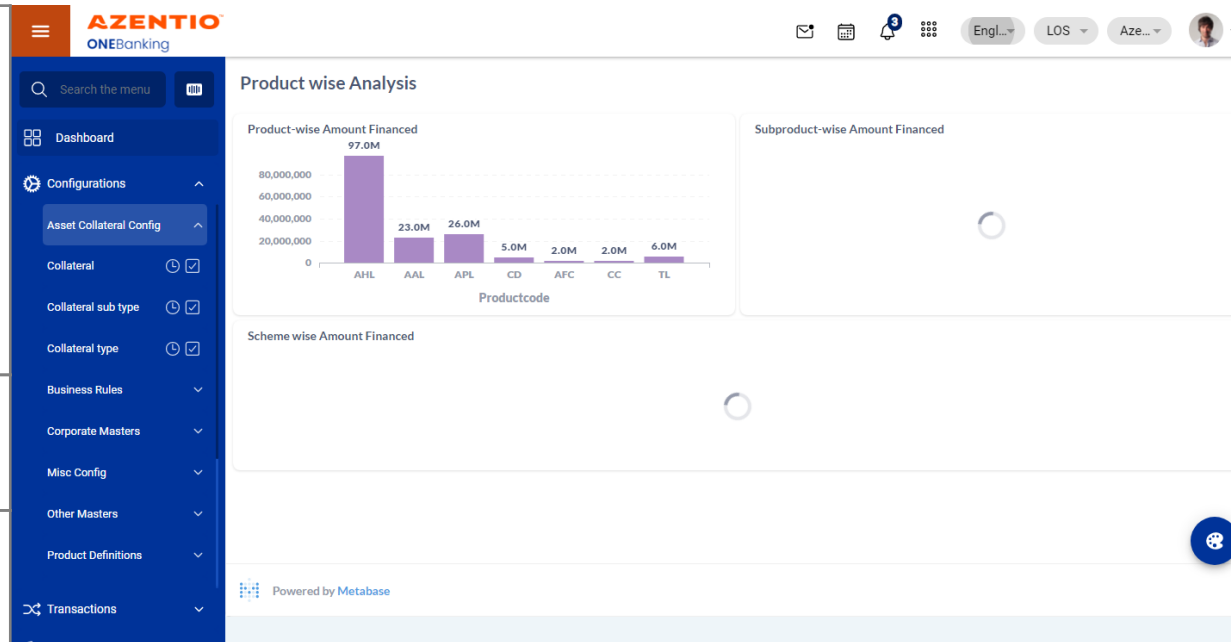 AZENTIO
ONEBanking
3
Engl...
LOS
Aze...
Search the menu
Dashboard
Configurations
Asset Collateral Config
Collateral
Collateral sub type
Collateral type
Business Rules
Corporate Masters
Misc Config
Other Masters
Product Definitions
Transactions
Product wise Analysis
Product-wise Amount Financed
97.0M
80,000,000
60,000,000
40,000,000
20,000,000
0
23.0M
26.0M
5.0M
2.0M
2.0M
6.0M
AHL AAL APL CD AFC CC TL
Productcode
Subproduct-wise Amount Financed
Scheme wise Amount Financed
Powered by Metabase